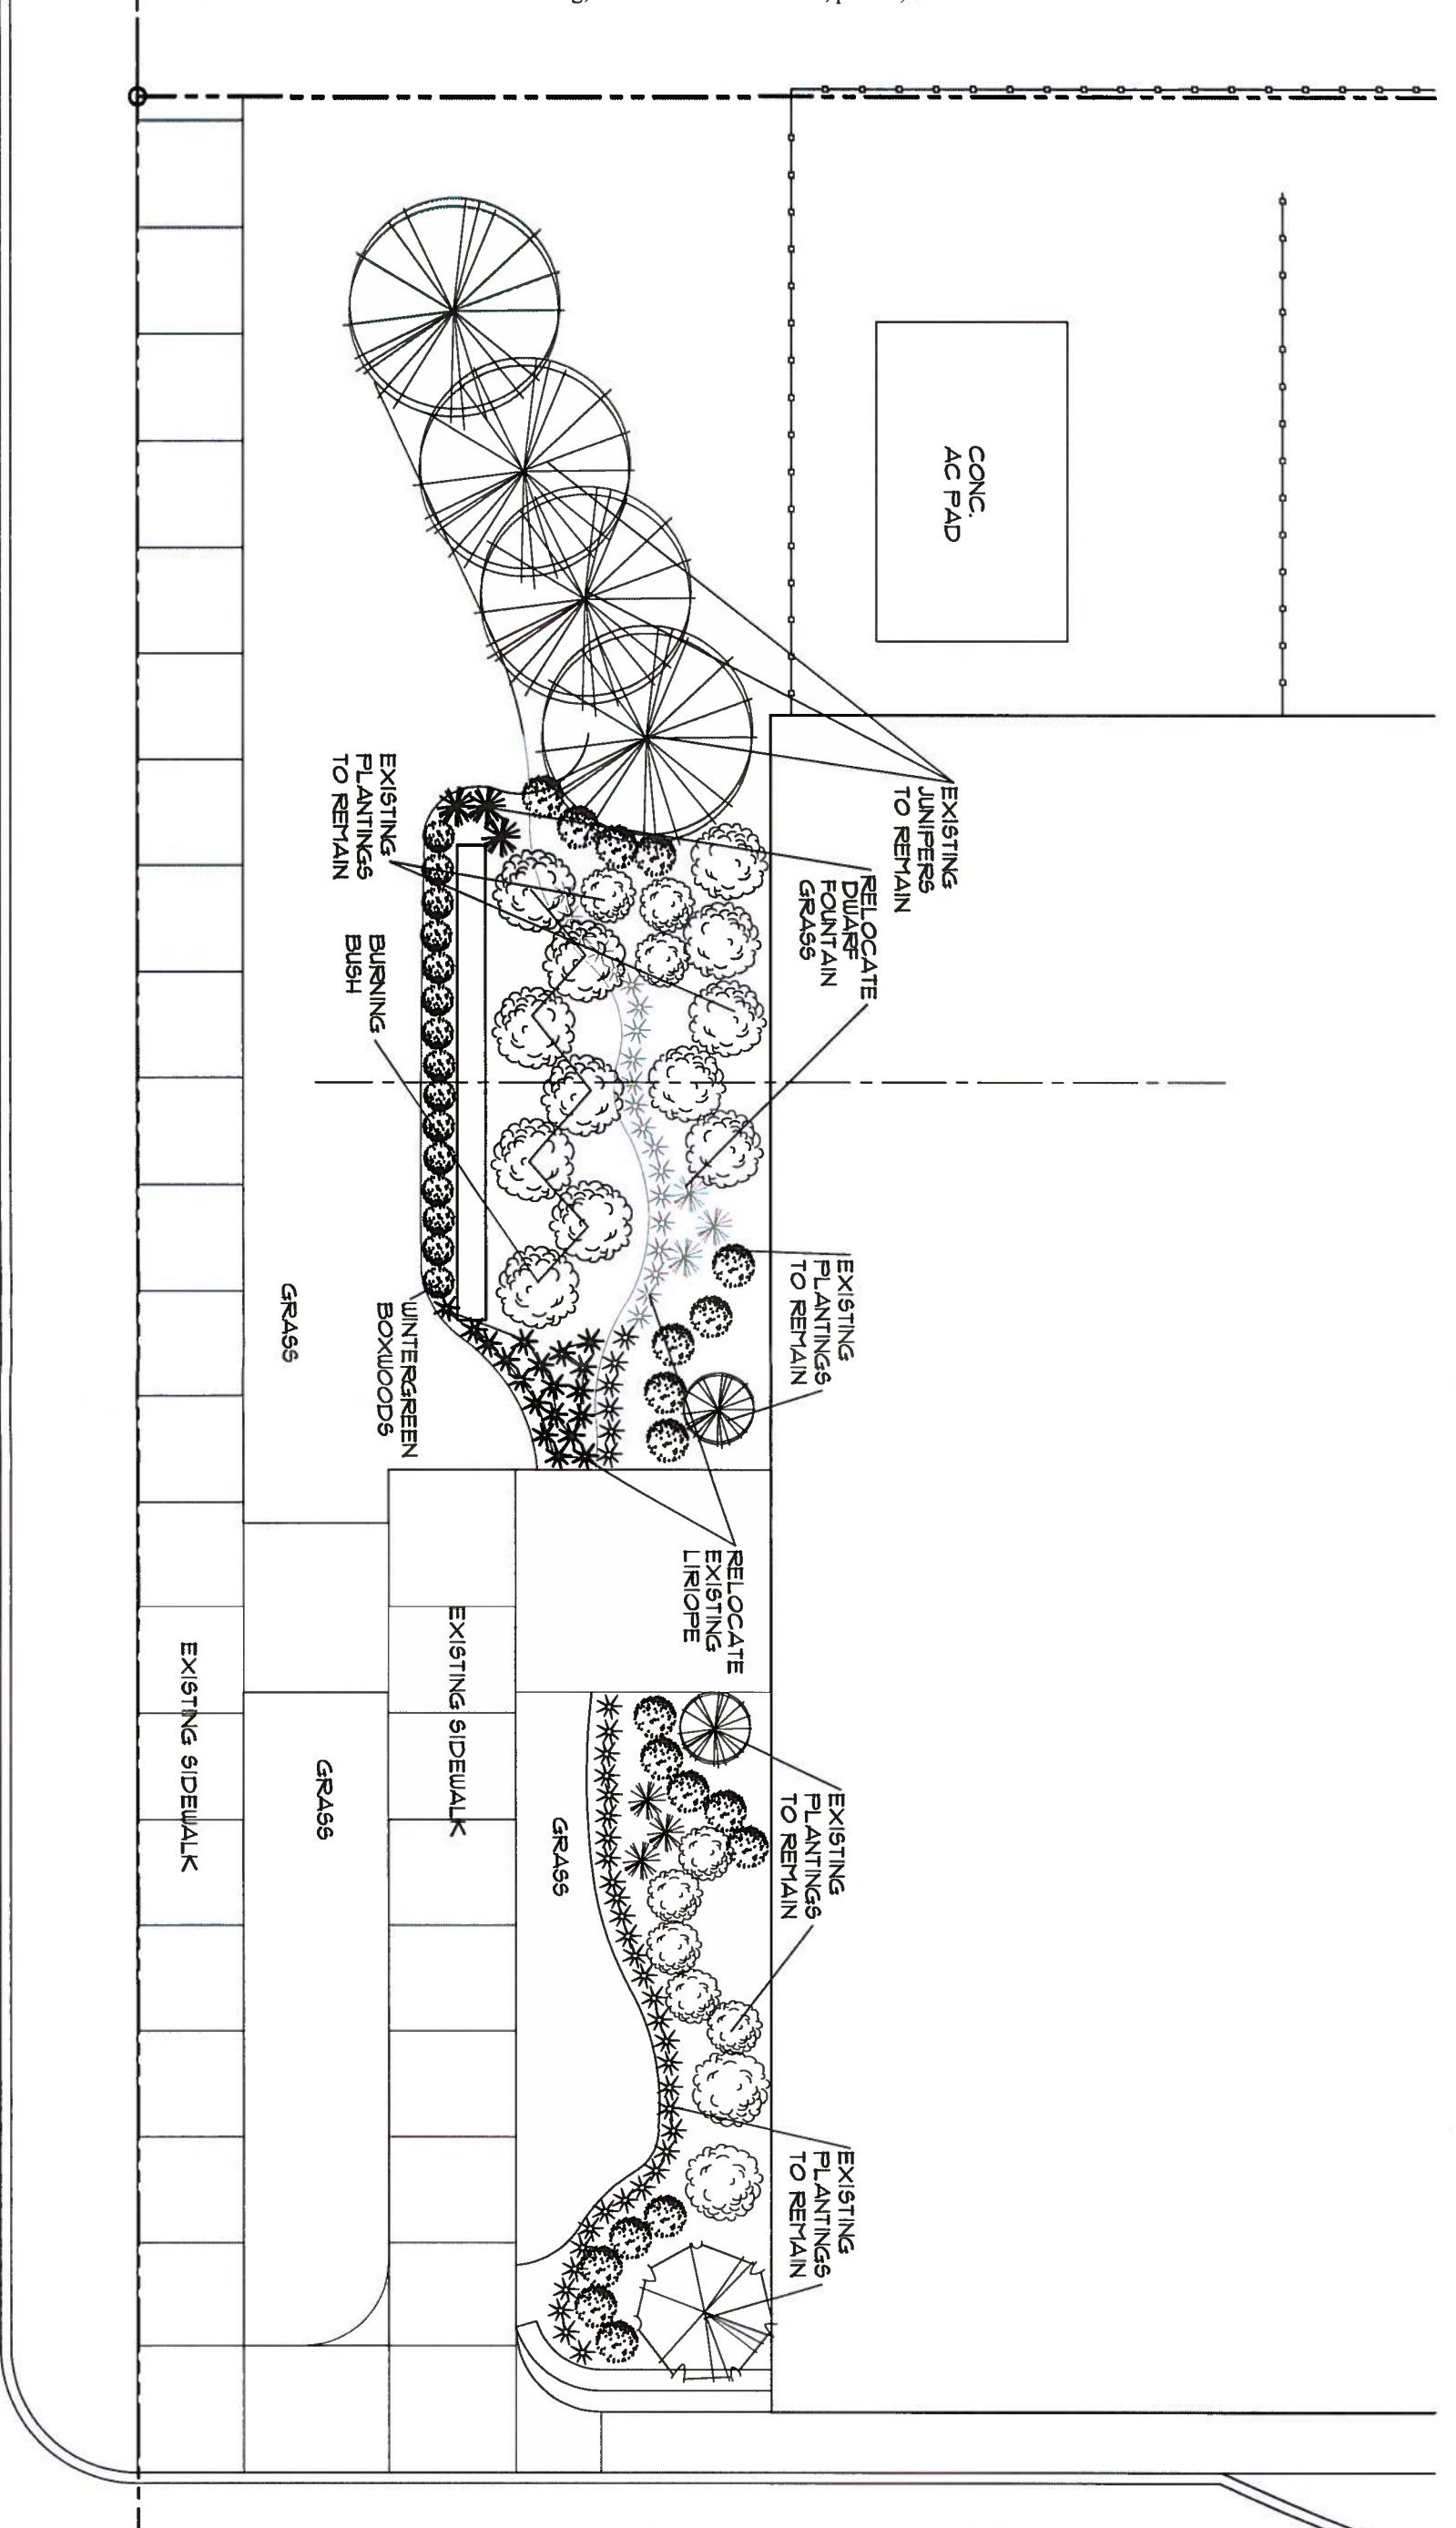 CONC.
AC PAD
EXISTING
JUNIPERS
TO REMAIN
EXISTING
PLANTINGS
TO REMAIN
RELOCATE
DWARF
FOUNTAIN
GRASS
BURNING
BUSH
EXISTING
PLANTINGS
TO REMAIN
GRASS
WINTERGREEN
BOXWOODS
RELOCATE
EXISTING
LIRIOPE
EXISTING SIDEWALK
EXISTING SIDEWALK
GRASS
GRASS
EXISTING
PLANTINGS
TO REMAIN
EXISTING
PLANTINGS
TO REMAIN